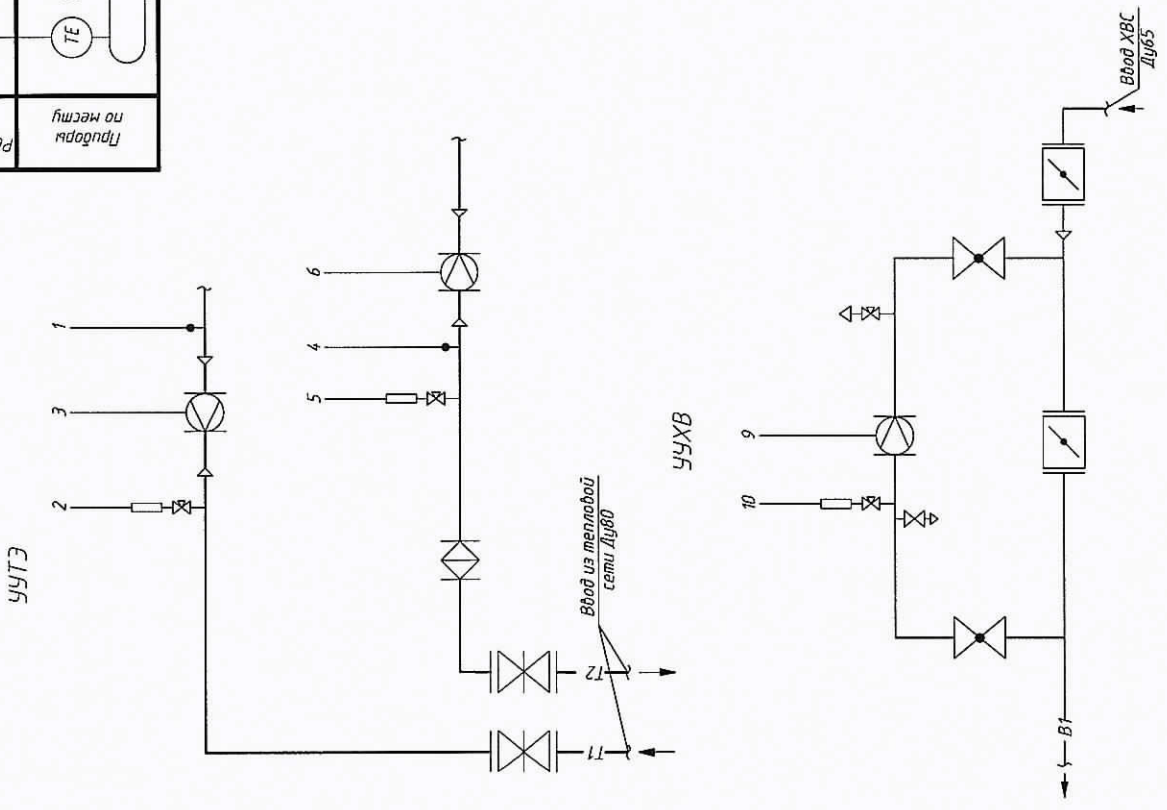 TE
Приборы
по месту
УУТЭ
1
2
3
4
5
6
Т1
Т2
Ввод из тепловой
сети Ду80
УУХВ
9
10
Ввод ХВС
Ду65
В1